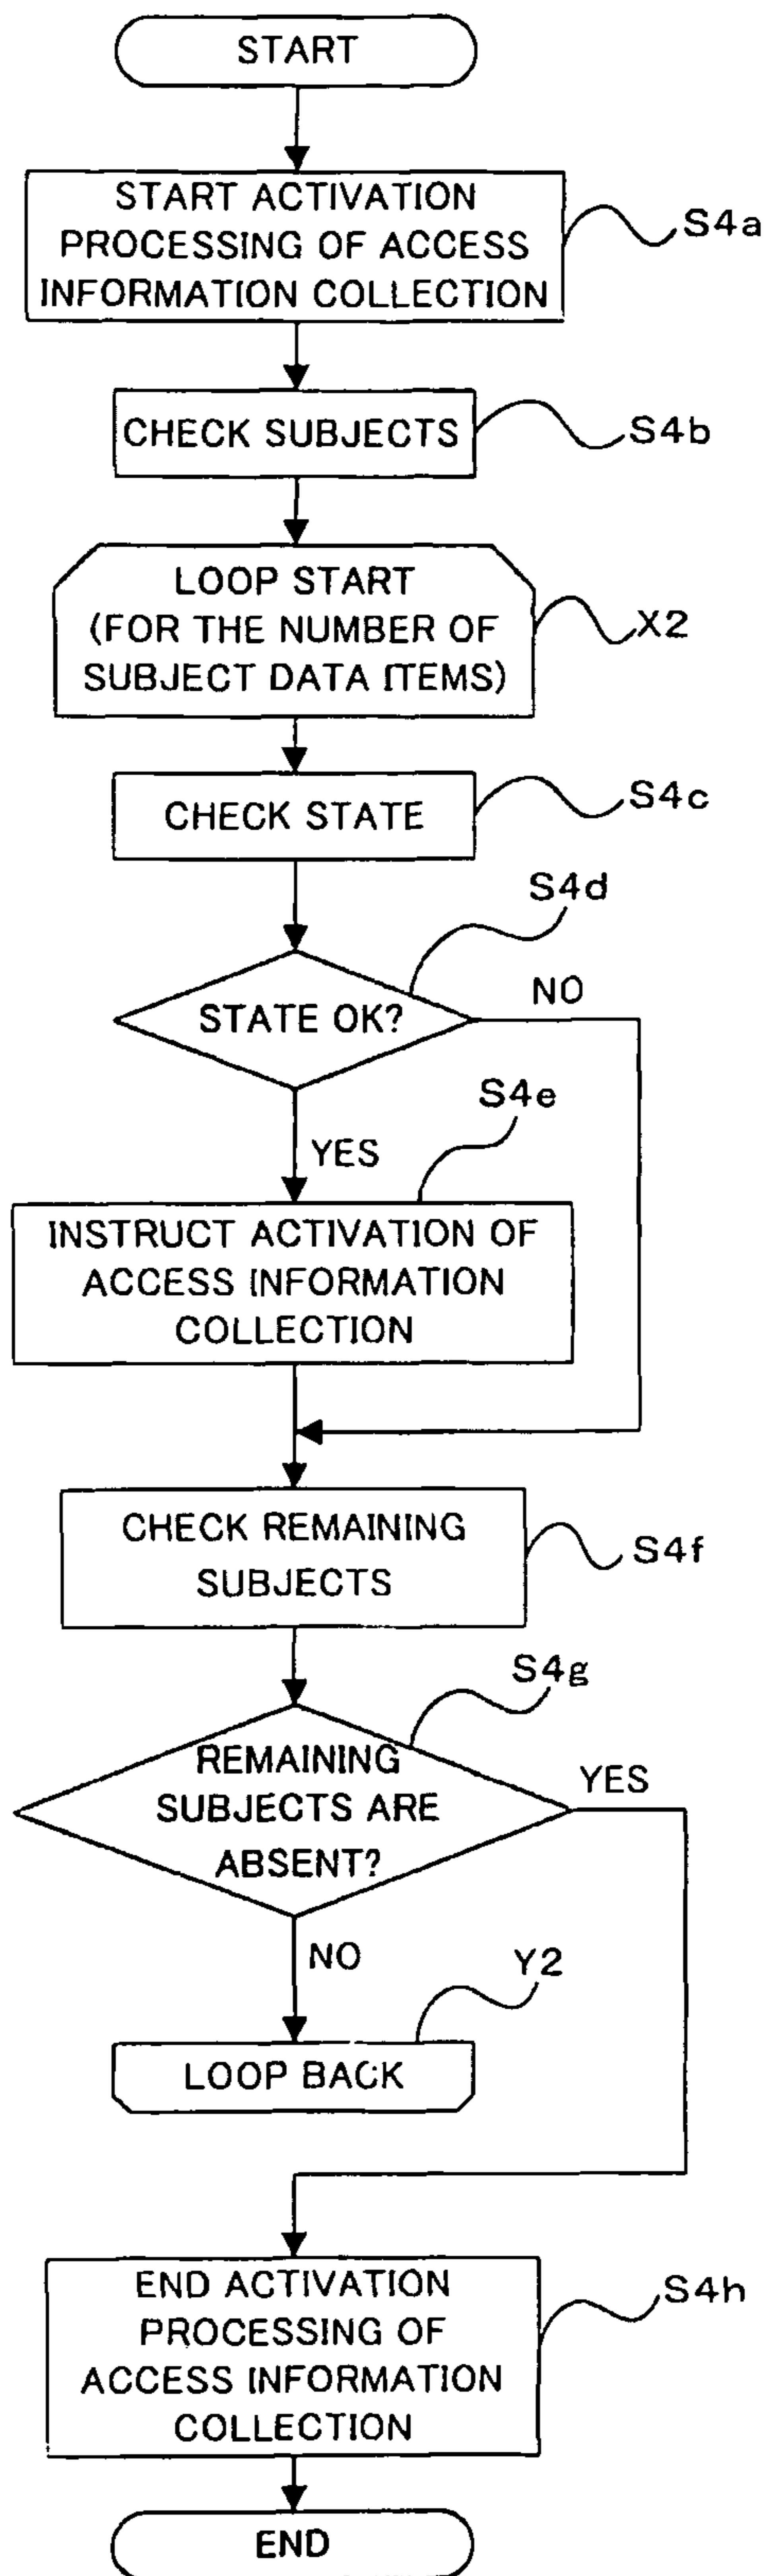 START
START ACTIVATION
PROCESSING OF ACCESS
INFORMATION COLLECTION
S4a
CHECK SUBJECTS
S4b
LOOP START
(FOR THE NUMBER OF
SUBJECT DATA ITEMS)
X2
CHECK STATE
S4c
S4d
STATE OK?
NO
YES
S4e
INSTRUCT ACTIVATION OF
ACCESS INFORMATION
COLLECTION
CHECK REMAINING
SUBJECTS
S4f
S4g
REMAINING
SUBJECTS ARE
ABSENT?
YES
NO
Y2
LOOP BACK
END ACTIVATION
PROCESSING OF
ACCESS INFORMATION
COLLECTION
S4h
END